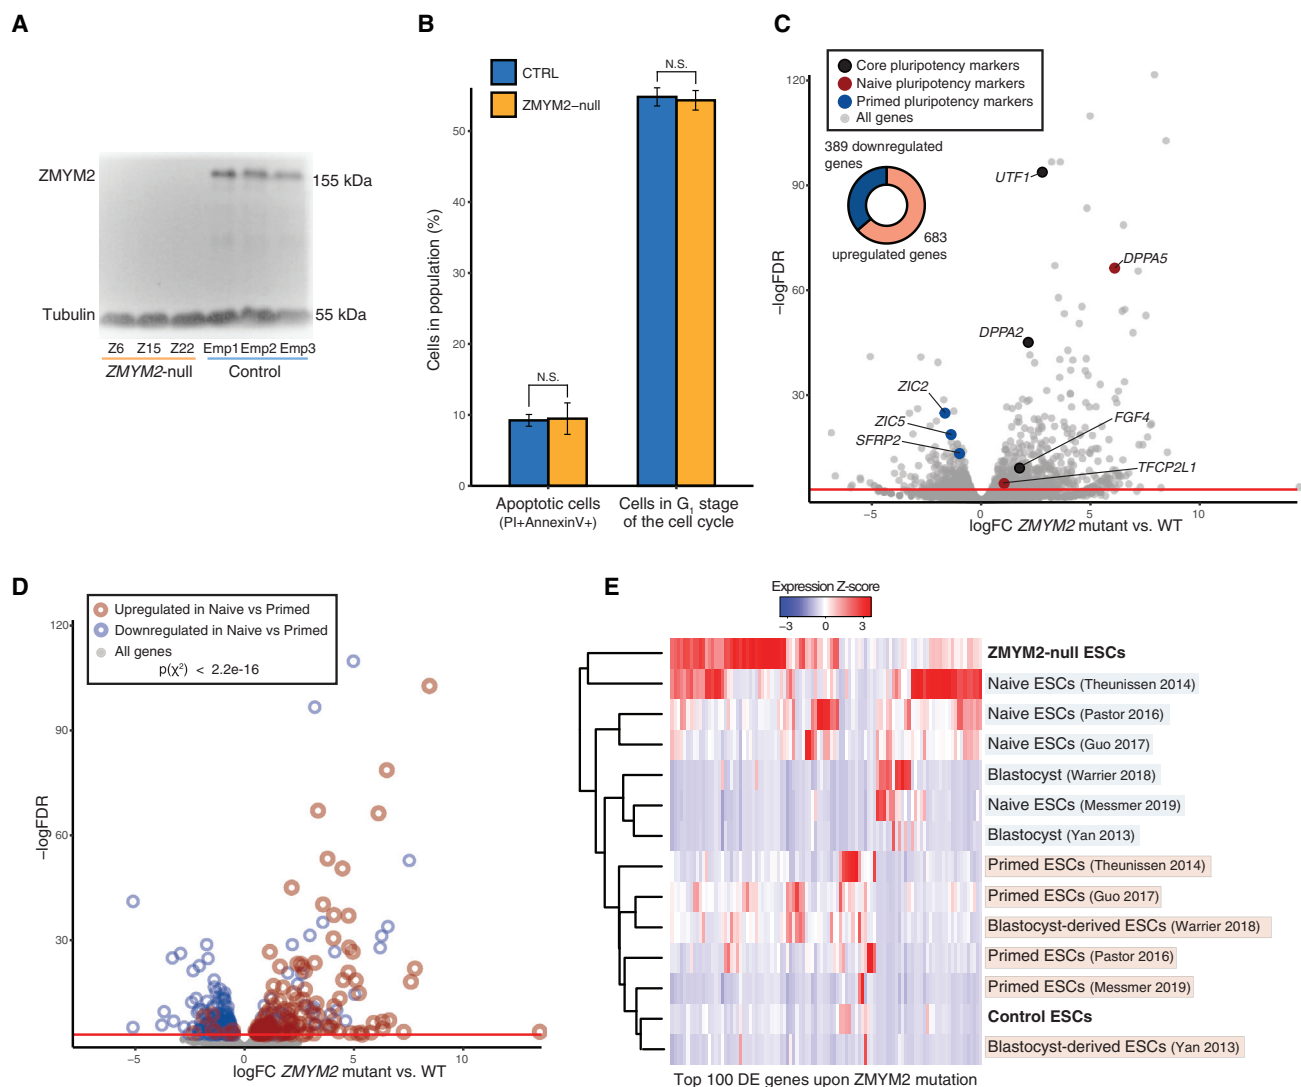 A
ZMYM2
155 kDa
Tubulin
55 kDa
Z6 Z15 Z22 Emp1 Emp2 Emp3
ZMYM2-null Control
B
CTRL
ZMYM2−null
N.S.
N.S.
Cells in population (%)
50
40
30
20
10
0
Apoptotic cells
(PI+AnnexinV+)
Cells in G1 stage
of the cell cycle
C
Core pluripotency markers
Naive pluripotency markers
Primed pluripotency markers
All genes
389 downregulated
genes
683
upregulated genes
UTF1
DPPA5
DPPA2
ZIC2
ZIC5
SFRP2
FGF4
TFCP2L1
−logFDR
120
90
60
30
−5 0 5 10
logFC ZMYM2 mutant vs. WT
D
Upregulated in Naive vs Primed
Downregulated in Naive vs Primed
All genes
p(χ²) < 2.2e-16
−logFDR
120
90
60
30
−5 0 5 10
logFC ZMYM2 mutant vs. WT
E
Expression Z-score
−3 0 3
ZMYM2-null ESCs
Naive ESCs (Theunissen 2014)
Naive ESCs (Pastor 2016)
Naive ESCs (Guo 2017)
Blastocyst (Warrier 2018)
Naive ESCs (Messmer 2019)
Blastocyst (Yan 2013)
Primed ESCs (Theunissen 2014)
Primed ESCs (Guo 2017)
Blastocyst-derived ESCs (Warrier 2018)
Primed ESCs (Pastor 2016)
Primed ESCs (Messmer 2019)
Control ESCs
Blastocyst-derived ESCs (Yan 2013)
Top 100 DE genes upon ZMYM2 mutation